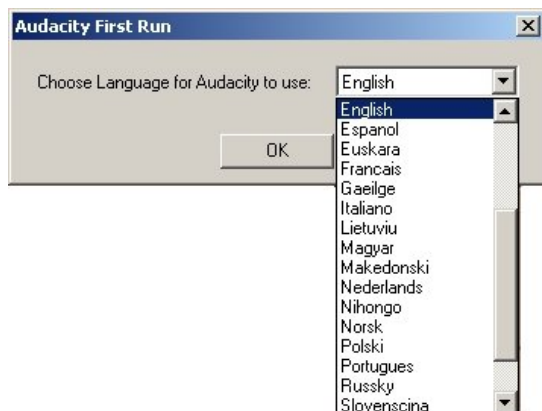 Audacity First Run
Choose Language for Audacity to use:
English
English
Espanol
Euskara
OK
Francais
Gaeilge
Italiano
Lietuviu
Magyar
Makedonski
Nederlands
Nihongo
Norsk
Polski
Portugues
Russky
Slovenscina